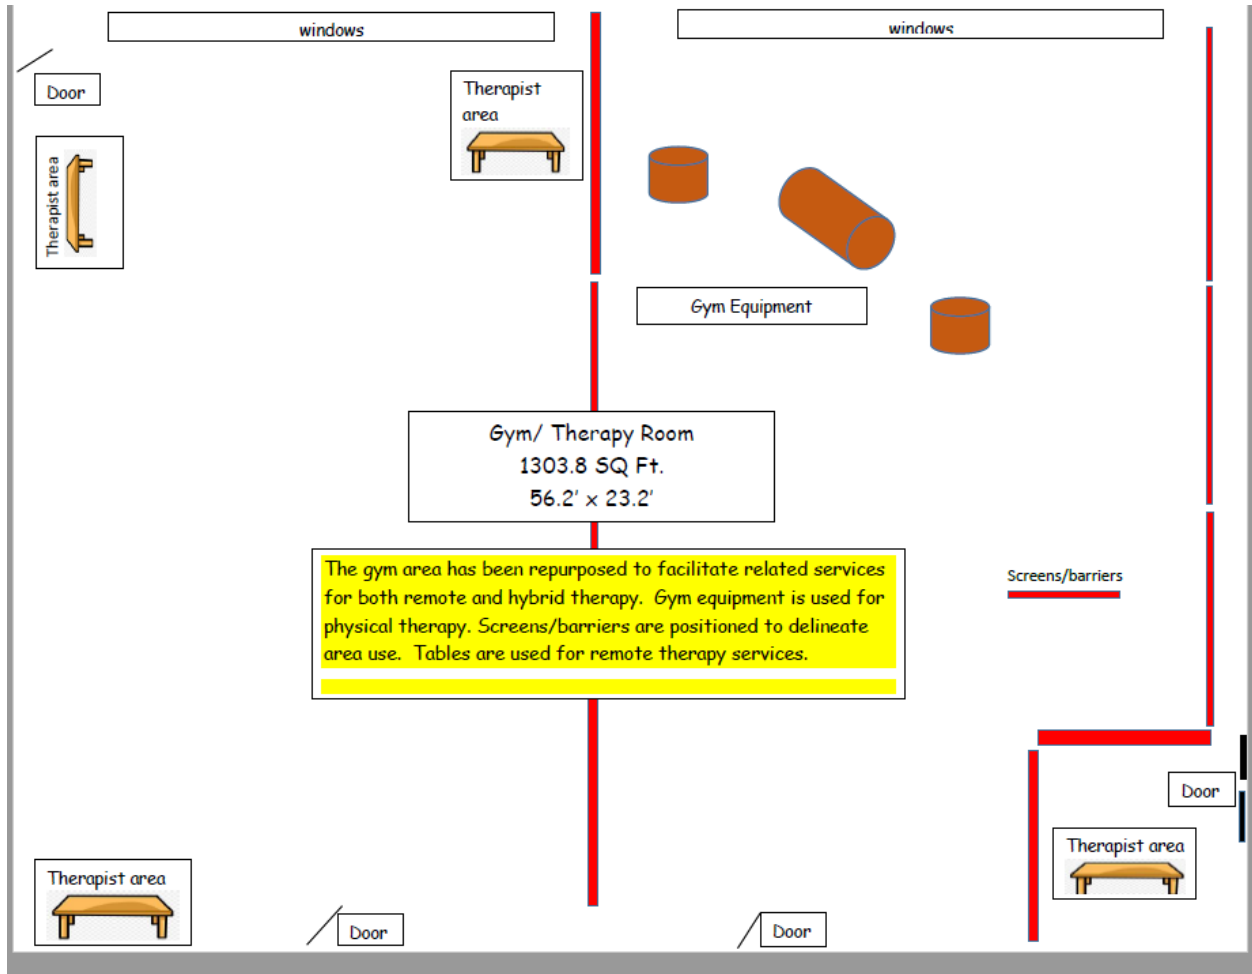 windows
windows
Door
Therapist
area
Therapist area
Gym Equipment
Gym/ Therapy Room
1303.8 SQ Ft.
56.2' x 23.2'
The gym area has been repurposed to facilitate related services
for both remote and hybrid therapy.  Gym equipment is used for
physical therapy. Screens/barriers are positioned to delineate
area use.  Tables are used for remote therapy services.
Screens/barriers
Door
Therapist area
Therapist area
Door
Door